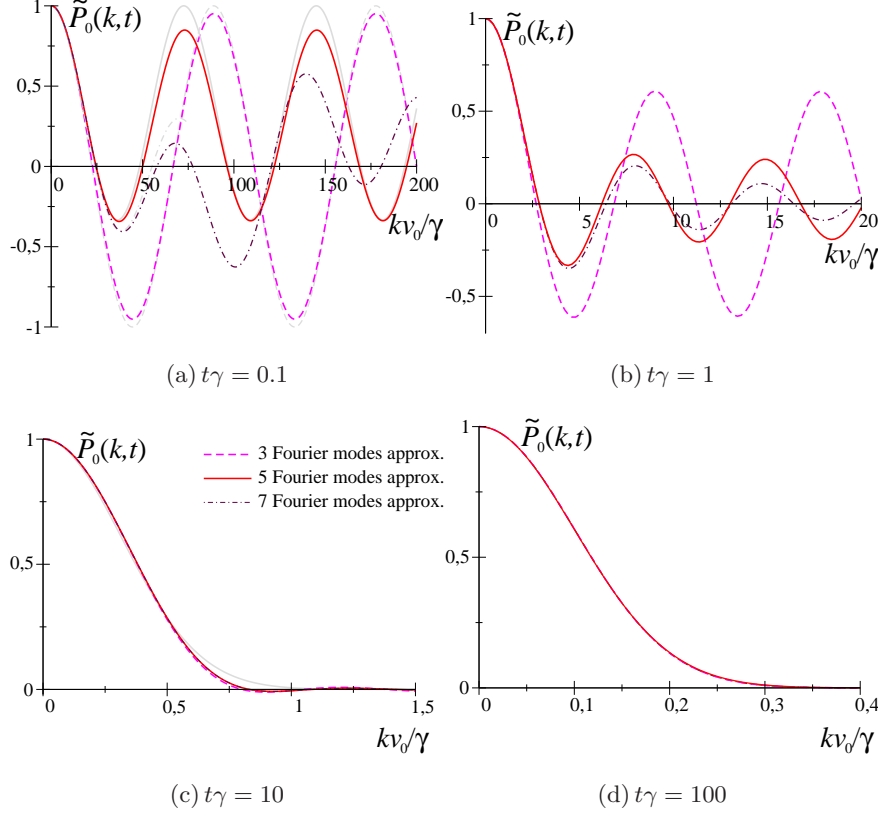 P̃₀(k,t)
1
0,5
0
-0,5
-1
0 50 100 150 200
kv₀/γ
(a) tγ = 0.1
P̃₀(k,t)
1
0,5
0
-0,5
0 5 10 15 20
kv₀/γ
(b) tγ = 1
P̃₀(k,t)
1
0,5
0
0 0,5 1 1,5
kv₀/γ
3 Fourier modes approx.
5 Fourier modes approx.
7 Fourier modes approx.
(c) tγ = 10
P̃₀(k,t)
1
0,5
0
0 0,1 0,2 0,3 0,4
kv₀/γ
(d) tγ = 100